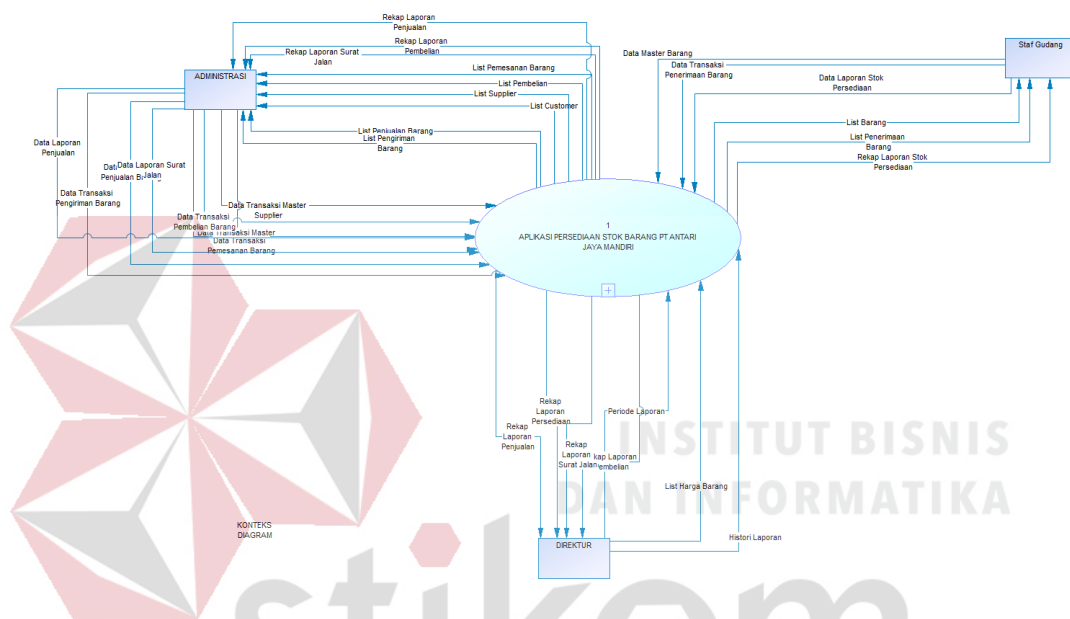 Rekap Laporan
Penjualan
Rekap Laporan
Pembelian
Rekap Laporan Surat
Jalan
List Pemesanan Barang
List Pembelian
List Supplier
List Customer
List Penjualan Barang
List Pengiriman
Barang
ADMINISTRASI
Staf Gudang
Data Master Barang
Data Transaksi
Penerimaan Barang
Data Laporan Stok
Persediaan
List Barang
List Penerimaan
Barang
Rekap Laporan Stok
Persediaan
Data Laporan
Penjualan
Data Laporan Surat
Jalan
Penjualan
Data Transaksi
Pengiriman Barang
Data Transaksi Master
Supplier
Data Transaksi
Pembelian Barang
Data Transaksi Master
Data Transaksi
Pemesanan Barang
1
APLIKASI PERSEDIAAN STOK BARANG PT ANTARI
JAYA MANDIRI
Rekap
Laporan
Penjualan
Rekap
Laporan
Persediaan
Rekap
Laporan
Surat Jalan
Laporan
Periode Laporan
List Harga Barang
Histori Laporan
DIREKTUR
KONTEKS
DIAGRAM
INSTITUT BISNIS
DAN INFORMATIKA
stikom